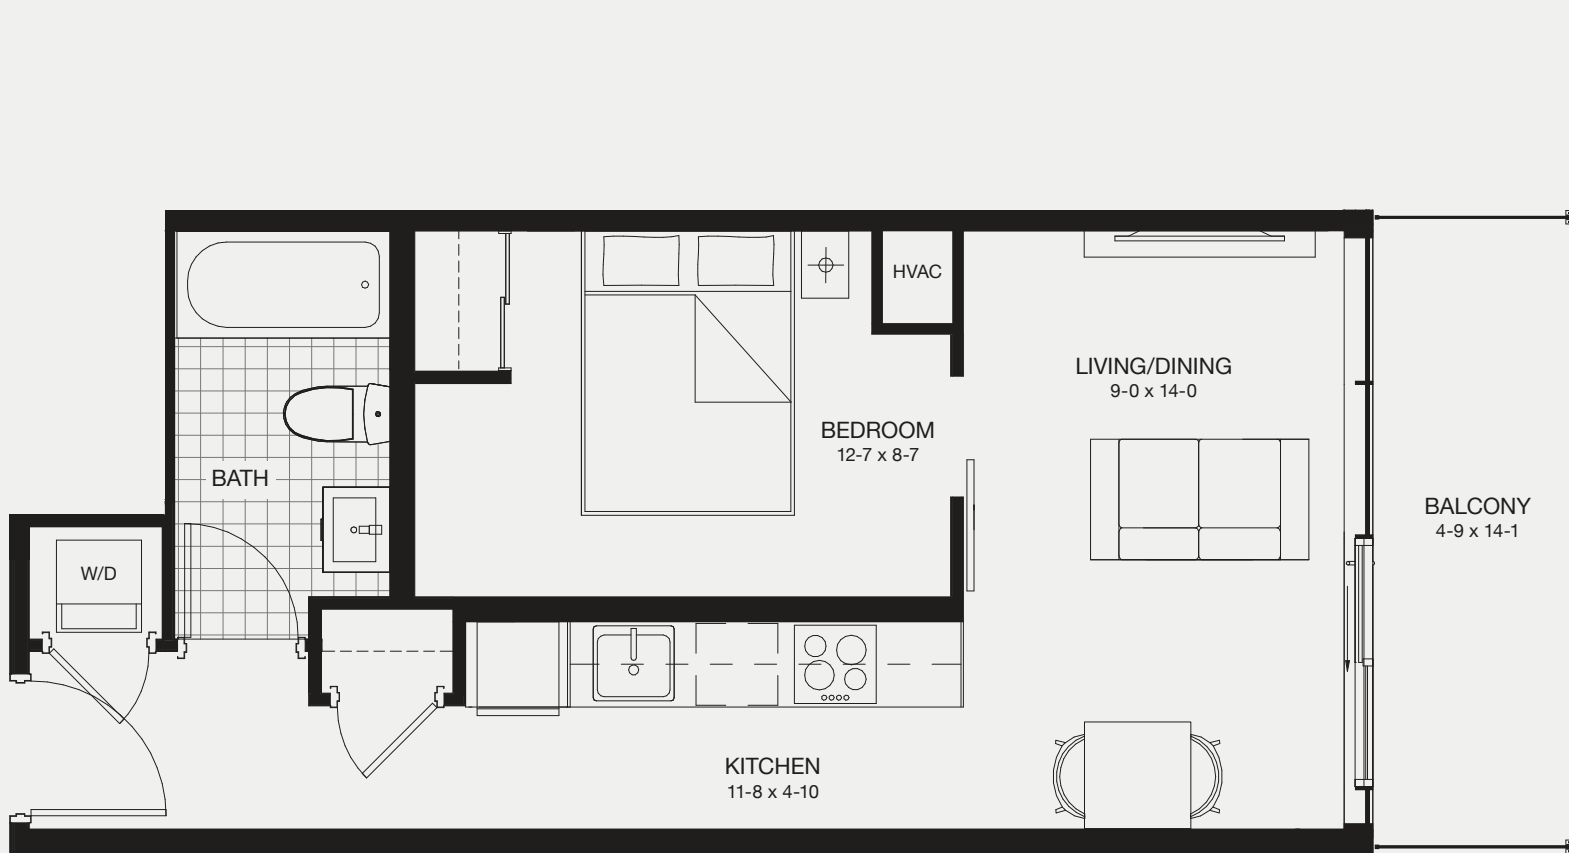 HVAC
LIVING/DINING
9-0 x 14-0
BEDROOM
12-7 x 8-7
BATH
BALCONY
4-9 x 14-1
W/D
KITCHEN
11-8 x 4-10